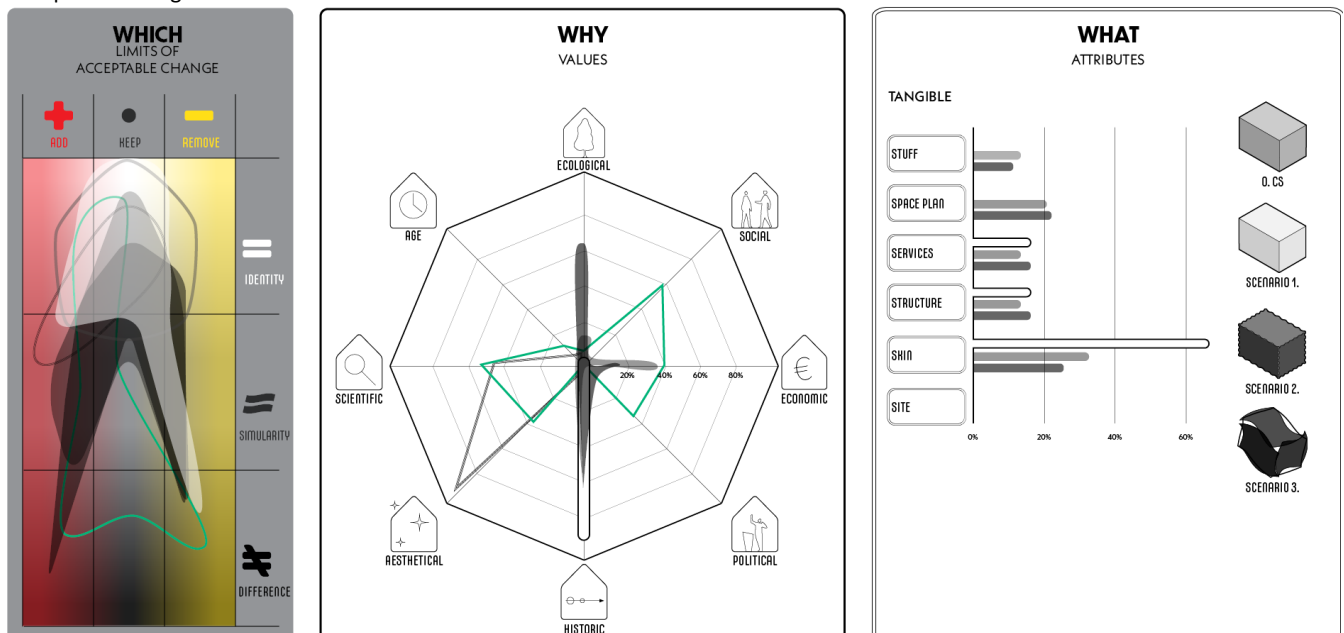 WHICH
LIMITS OF
ACCEPTABLE CHANGE
ADD
KEEP
REMOVE
IDENTITY
SIMULARITY
DIFFERENCE
WHY
VALUES
ECOLOGICAL
AGE
SOCIAL
SCIENTIFIC
20%
40%
60%
80%
€
ECONOMIC
AESTHETICAL
POLITICAL
HISTORIC
WHAT
ATTRIBUTES
TANGIBLE
STUFF
SPACE PLAN
SERVICES
STRUCTURE
SKIN
SITE
0%
20%
40%
60%
0. CS
SCENARIO 1.
SCENARIO 2.
SCENARIO 3.